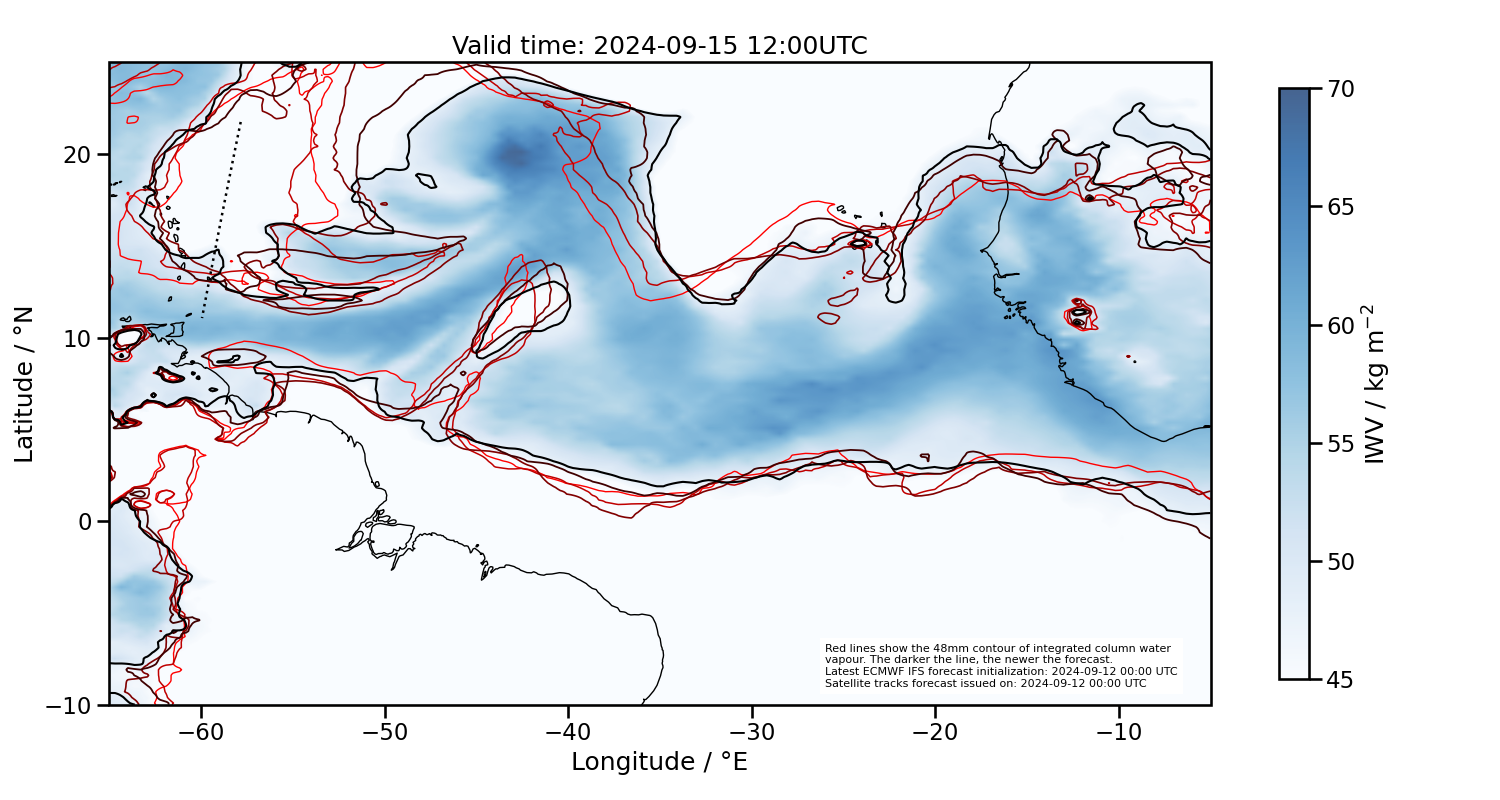 Valid time: 2024-09-15 12:00UTC
70
65
60
55
50
45
IWV / kg m⁻²
20
10
0
−10
Latitude / °N
−60
−50
−40
−30
−20
−10
Longitude / °E
Red lines show the 48mm contour of integrated column water
vapour. The darker the line, the newer the forecast.
Latest ECMWF IFS forecast initialization: 2024-09-12 00:00 UTC
Satellite tracks forecast issued on: 2024-09-12 00:00 UTC